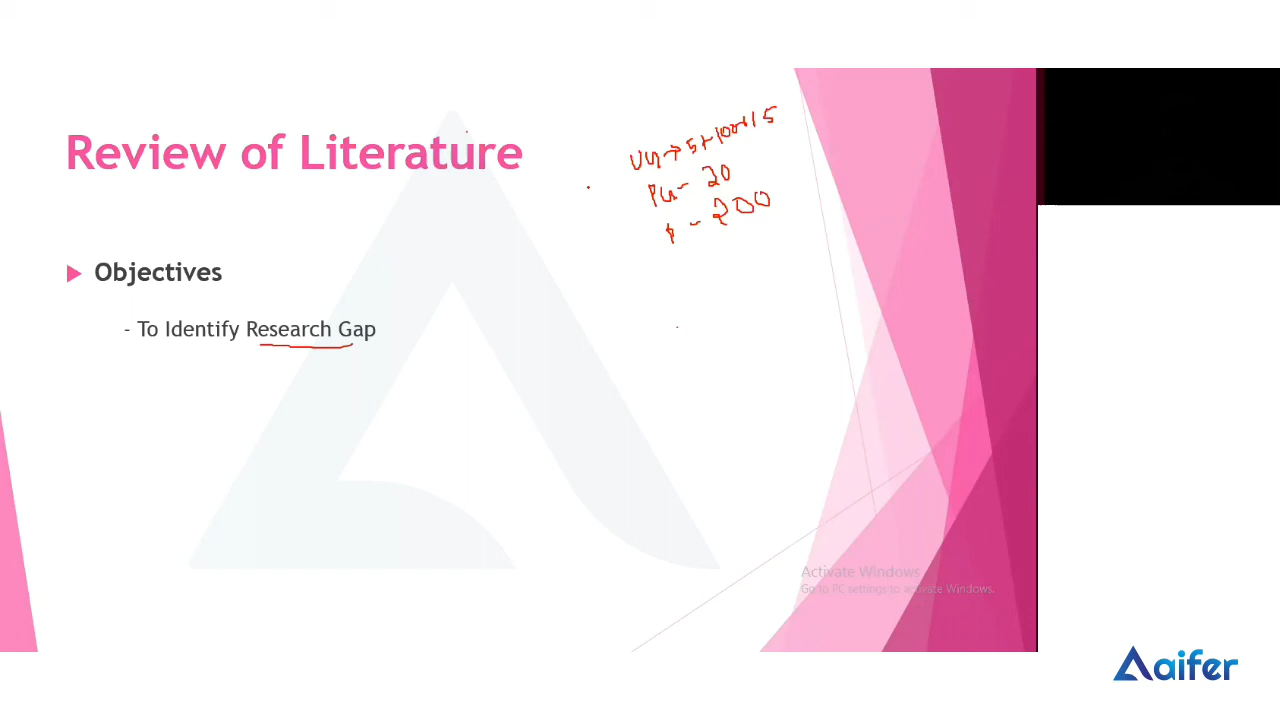 Review of Literature
UG → 5 + 10
PG - 20
200
Objectives
- To Identify Research Gap
Activate Windows
Go to PC settings to activate Windows.
aifer